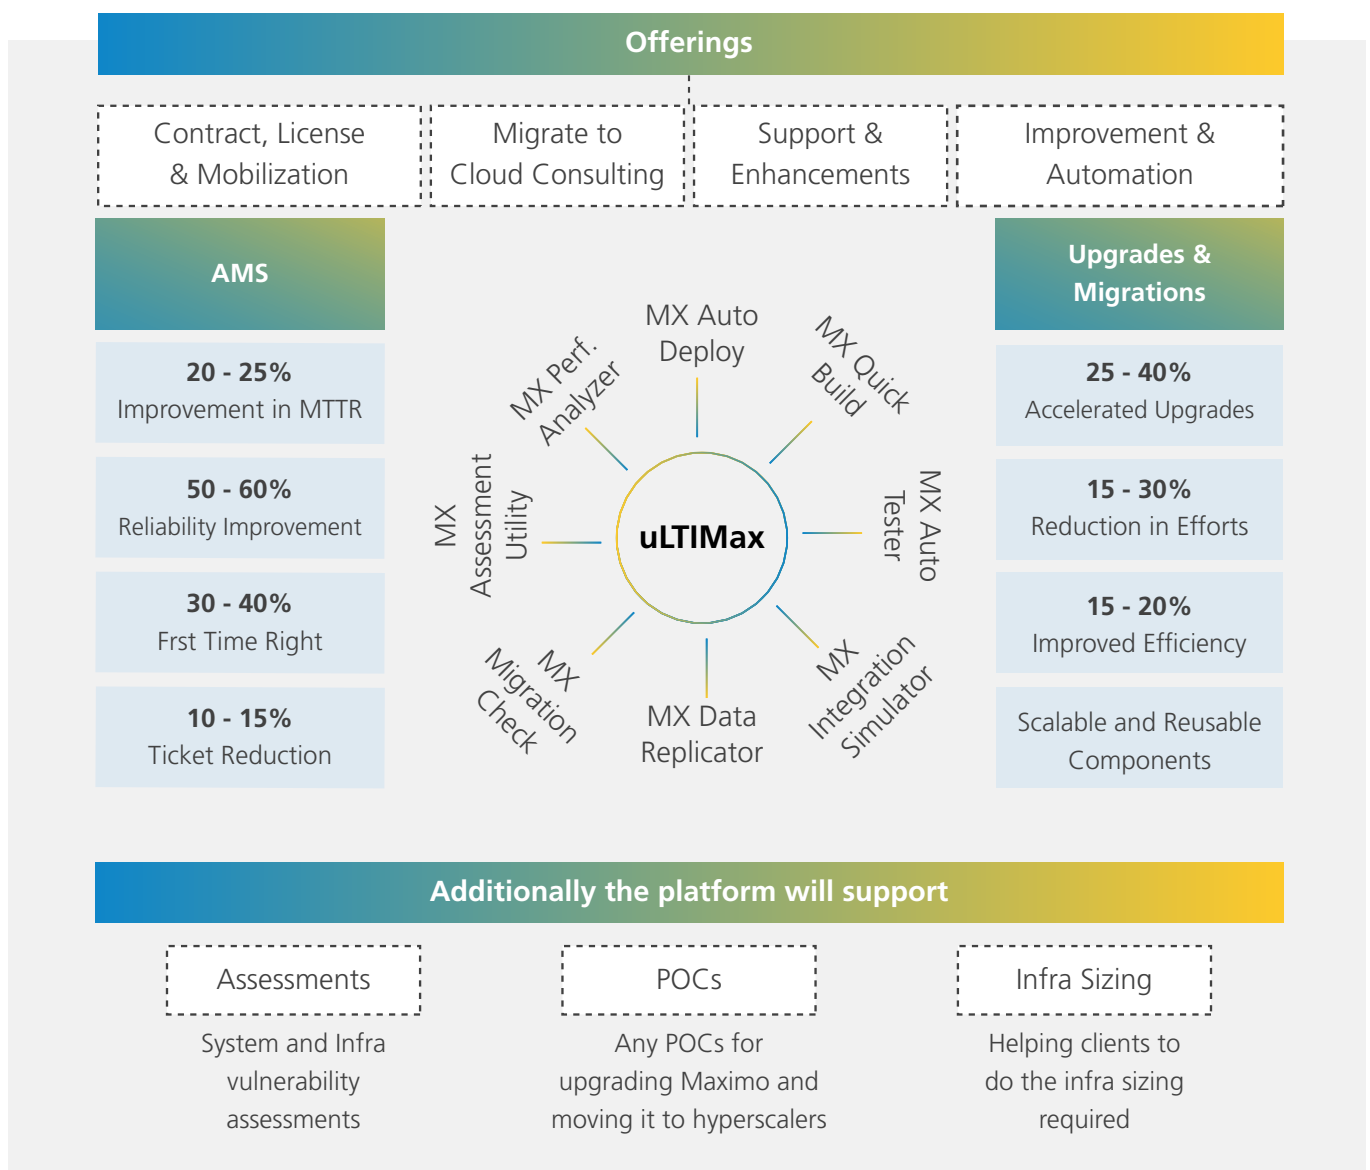 Offerings
Contract, License
& Mobilization
Migrate to
Cloud Consulting
Support &
Enhancements
Improvement &
Automation
AMS
20 - 25%
Improvement in MTTR
50 - 60%
Reliability Improvement
30 - 40%
Frst Time Right
10 - 15%
Ticket Reduction
MX Auto
Deploy
MX Quick
Build
MX Auto
Tester
MX
Integration
Simulator
MX Data
Replicator
MX
Migration
Check
MX
Assessment
Utility
MX Perf.
Analyzer
uLTIMax
Upgrades &
Migrations
25 - 40%
Accelerated Upgrades
15 - 30%
Reduction in Efforts
15 - 20%
Improved Efficiency
Scalable and Reusable
Components
Additionally the platform will support
Assessments
System and Infra
vulnerability
assessments
POCs
Any POCs for
upgrading Maximo and
moving it to hyperscalers
Infra Sizing
Helping clients to
do the infra sizing
required